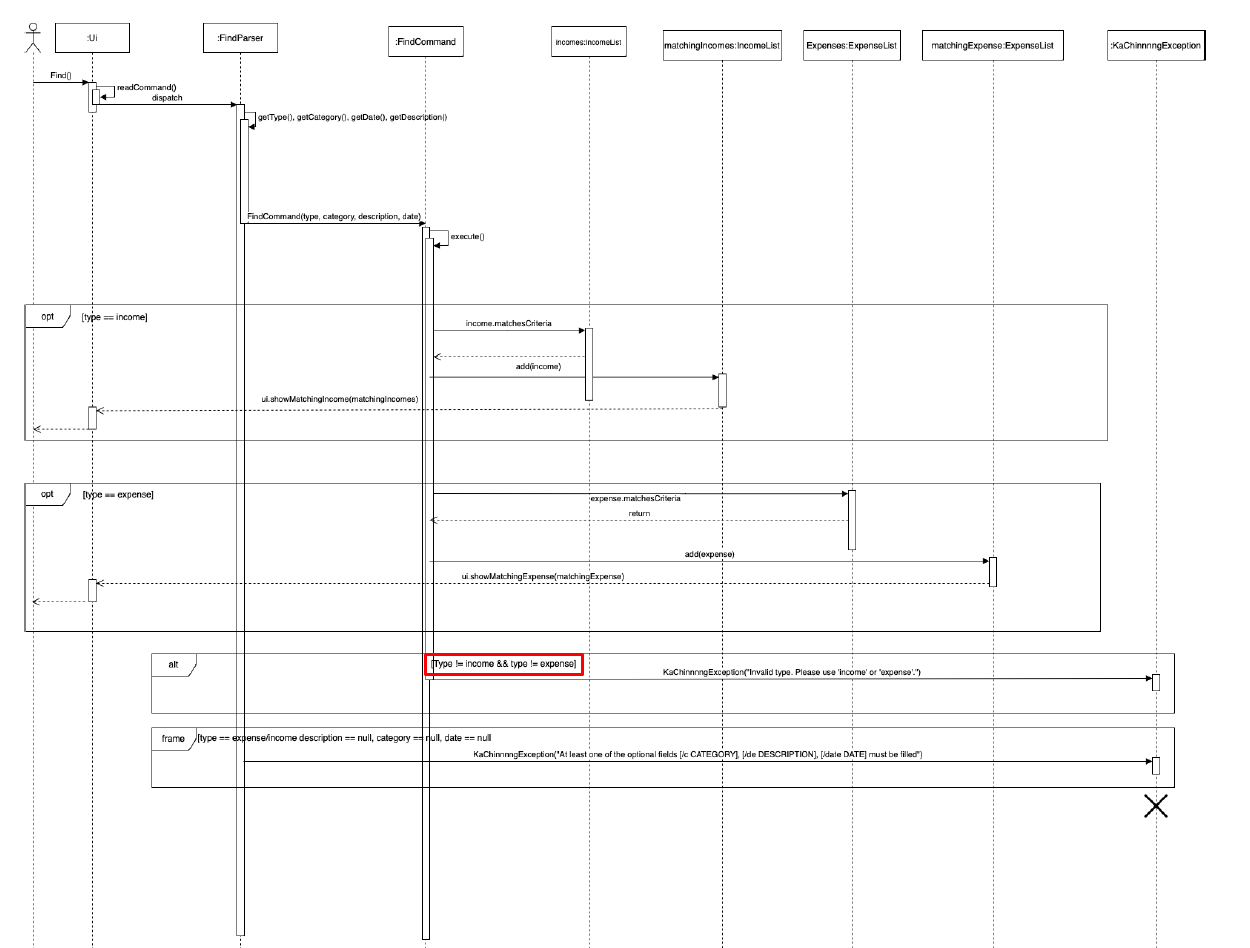 :Ui
:FindParser
:FindCommand
incomes:IncomeList
matchingIncomes:IncomeList
Expenses:ExpenseList
matchingExpense:ExpenseList
:KaChinnnngException
Find()
readCommand()
dispatch
getType(), getCategory(), getDate(), getDescription()
FindCommand(type, category, description, date)
execute()
opt
[type == income]
income.matchesCriteria
add(income)
ui.showMatchingIncome(matchingIncomes)
opt
[type == expense]
expense.matchesCriteria
return
add(expense)
ui.showMatchingExpense(matchingExpense)
alt
[Type != income && type != expense]
KaChinnnngException("Invalid type. Please use 'income' or 'expense'.")
frame
[type == expense/income description == null, category == null, date == null
KaChinnnngException("At least one of the optional fields [/c CATEGORY], [/de DESCRIPTION], [/date DATE] must be filled")